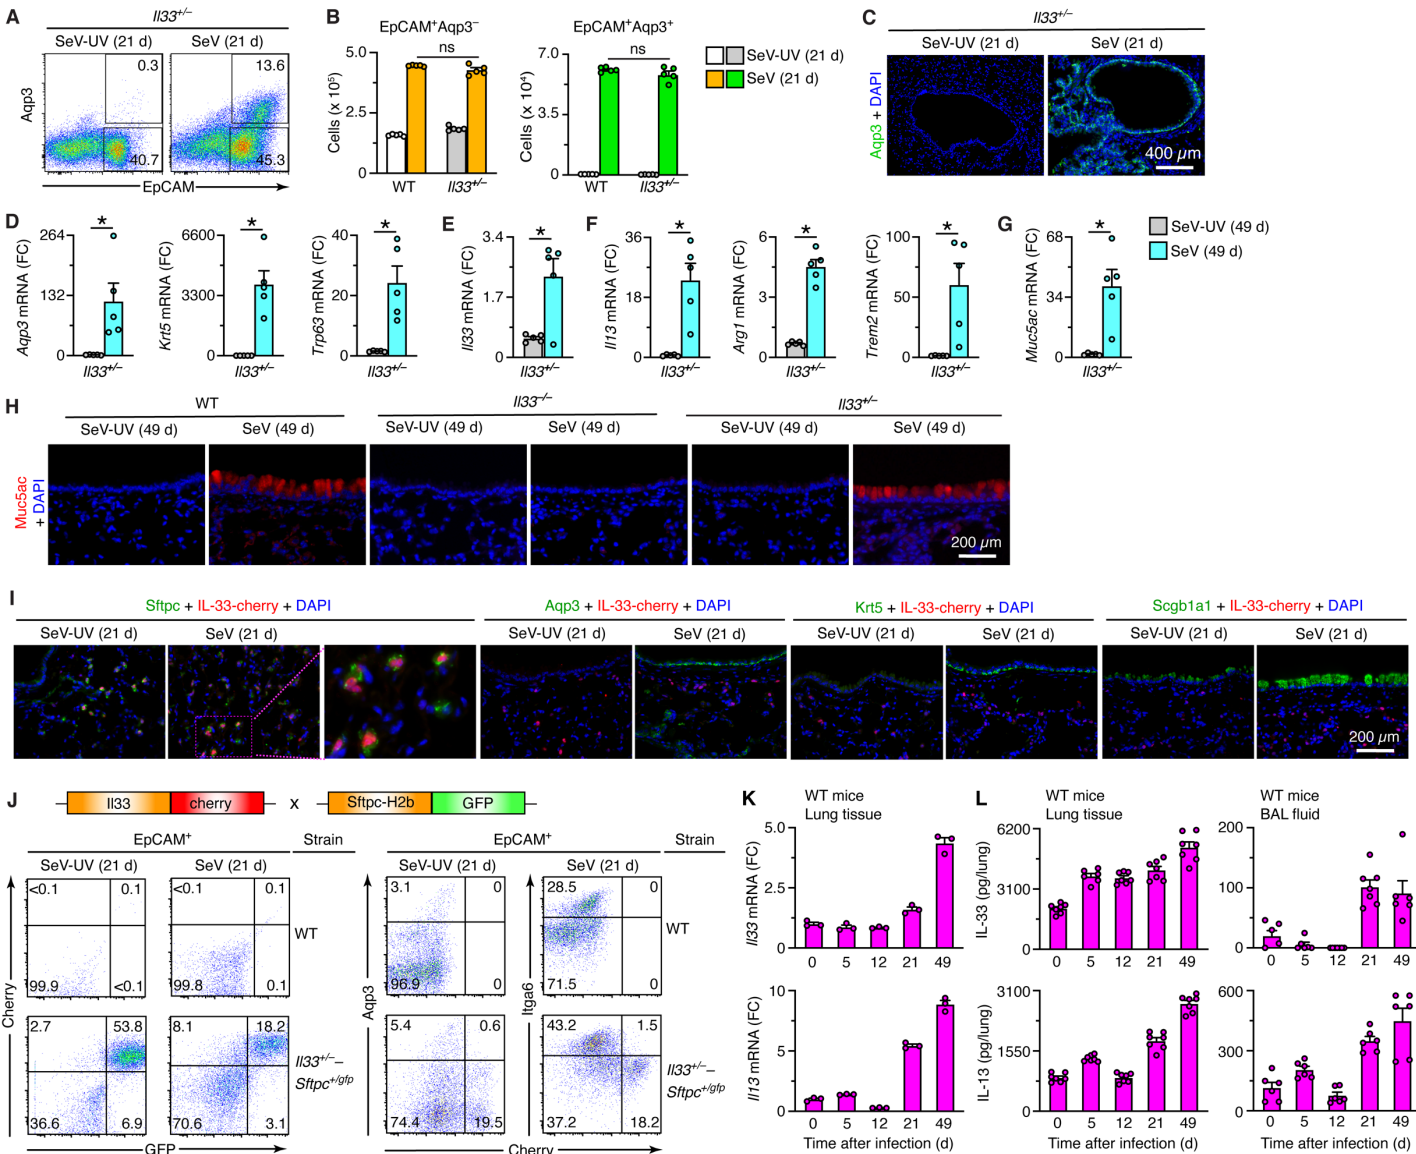 A
Il33+/–
SeV-UV (21 d)
SeV (21 d)
0.3
13.6
40.7
45.3
Aqp3
EpCAM
B
EpCAM+Aqp3–
EpCAM+Aqp3+
ns
ns
5.0
2.5
0
Cells (x 10⁵)
WT
Il33+/–
7.0
3.5
0
Cells (x 10⁴)
WT
Il33+/–
SeV-UV (21 d)
SeV (21 d)
C
Il33+/–
SeV-UV (21 d)
SeV (21 d)
Aqp3 + DAPI
400 µm
D
Aqp3 mRNA (FC)
264
132
0
*
Il33+/–
Krt5 mRNA (FC)
6600
3300
0
*
Il33+/–
Trp63 mRNA (FC)
40
20
0
*
Il33+/–
E
Il33 mRNA (FC)
3.4
1.7
0
*
Il33+/–
F
Il13 mRNA (FC)
36
18
0
*
Il33+/–
Arg1 mRNA (FC)
6
3
0
*
Il33+/–
Trem2 mRNA (FC)
100
50
0
*
Il33+/–
G
Muc5ac mRNA (FC)
68
34
0
*
Il33+/–
SeV-UV (49 d)
SeV (49 d)
H
WT
Il33–/–
Il33+/–
SeV-UV (49 d)
SeV (49 d)
SeV-UV (49 d)
SeV (49 d)
SeV-UV (49 d)
SeV (49 d)
Muc5ac
+ DAPI
200 µm
I
Sftpc + IL-33-cherry + DAPI
Aqp3 + IL-33-cherry + DAPI
Krt5 + IL-33-cherry + DAPI
Scgb1a1 + IL-33-cherry + DAPI
SeV-UV (21 d)
SeV (21 d)
SeV-UV (21 d)
SeV (21 d)
SeV-UV (21 d)
SeV (21 d)
SeV-UV (21 d)
SeV (21 d)
200 µm
J
Il33
cherry
x
Sftpc-H2b
GFP
EpCAM+
Strain
SeV-UV (21 d)
SeV (21 d)
<0.1
0.1
99.9
<0.1
<0.1
0.1
99.8
0.1
WT
2.7
53.8
36.6
6.9
8.1
18.2
70.6
3.1
Il33+/––
Sftpc+/gfp
Cherry
GFP
EpCAM+
Strain
SeV-UV (21 d)
SeV (21 d)
3.1
0
96.9
0
28.5
0
71.5
0
WT
5.4
0.6
74.4
19.5
43.2
1.5
37.2
18.2
Il33+/––
Sftpc+/gfp
Aqp3
Itga6
Cherry
K
WT mice
Lung tissue
Il33 mRNA (FC)
5.0
2.5
0
0 5 12 21 49
Il13 mRNA (FC)
10
5
0
0 5 12 21 49
Time after infection (d)
L
WT mice
Lung tissue
IL-33 (pg/lung)
6200
3100
0
0 5 12 21 49
WT mice
BAL fluid
200
100
0
0 5 12 21 49
IL-13 (pg/lung)
3100
1550
0
0 5 12 21 49
600
300
0
0 5 12 21 49
Time after infection (d)